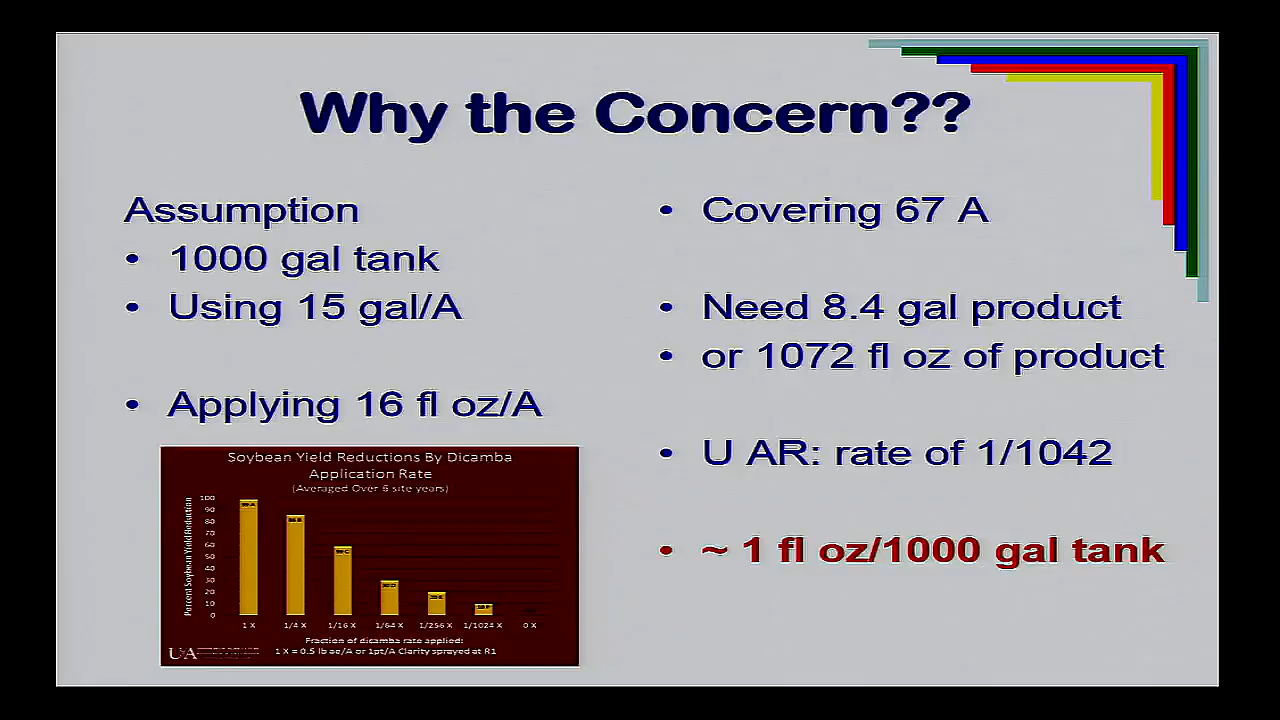 Why the Concern??
Assumption
• 1000 gal tank
• Using 15 gal/A
• Applying 16 fl oz/A
• Covering 67 A
• Need 8.4 gal product
• or 1072 fl oz of product
• U AR: rate of 1/1042
• ~ 1 fl oz/1000 gal tank
Soybean Yield Reductions By Dicamba
Application Rate
(Averaged Over 6 site years)
Percent Soybean Yield Reduction
100
90
80
70
60
50
40
30
20
10
0
1 X 1/4 X 1/16 X 1/64 X 1/256 X 1/1024 X 0 X
Fraction of dicamba rate applied:
1 X = 0.5 lb ae/A or 1pt/A Clarity sprayed at R1
UA